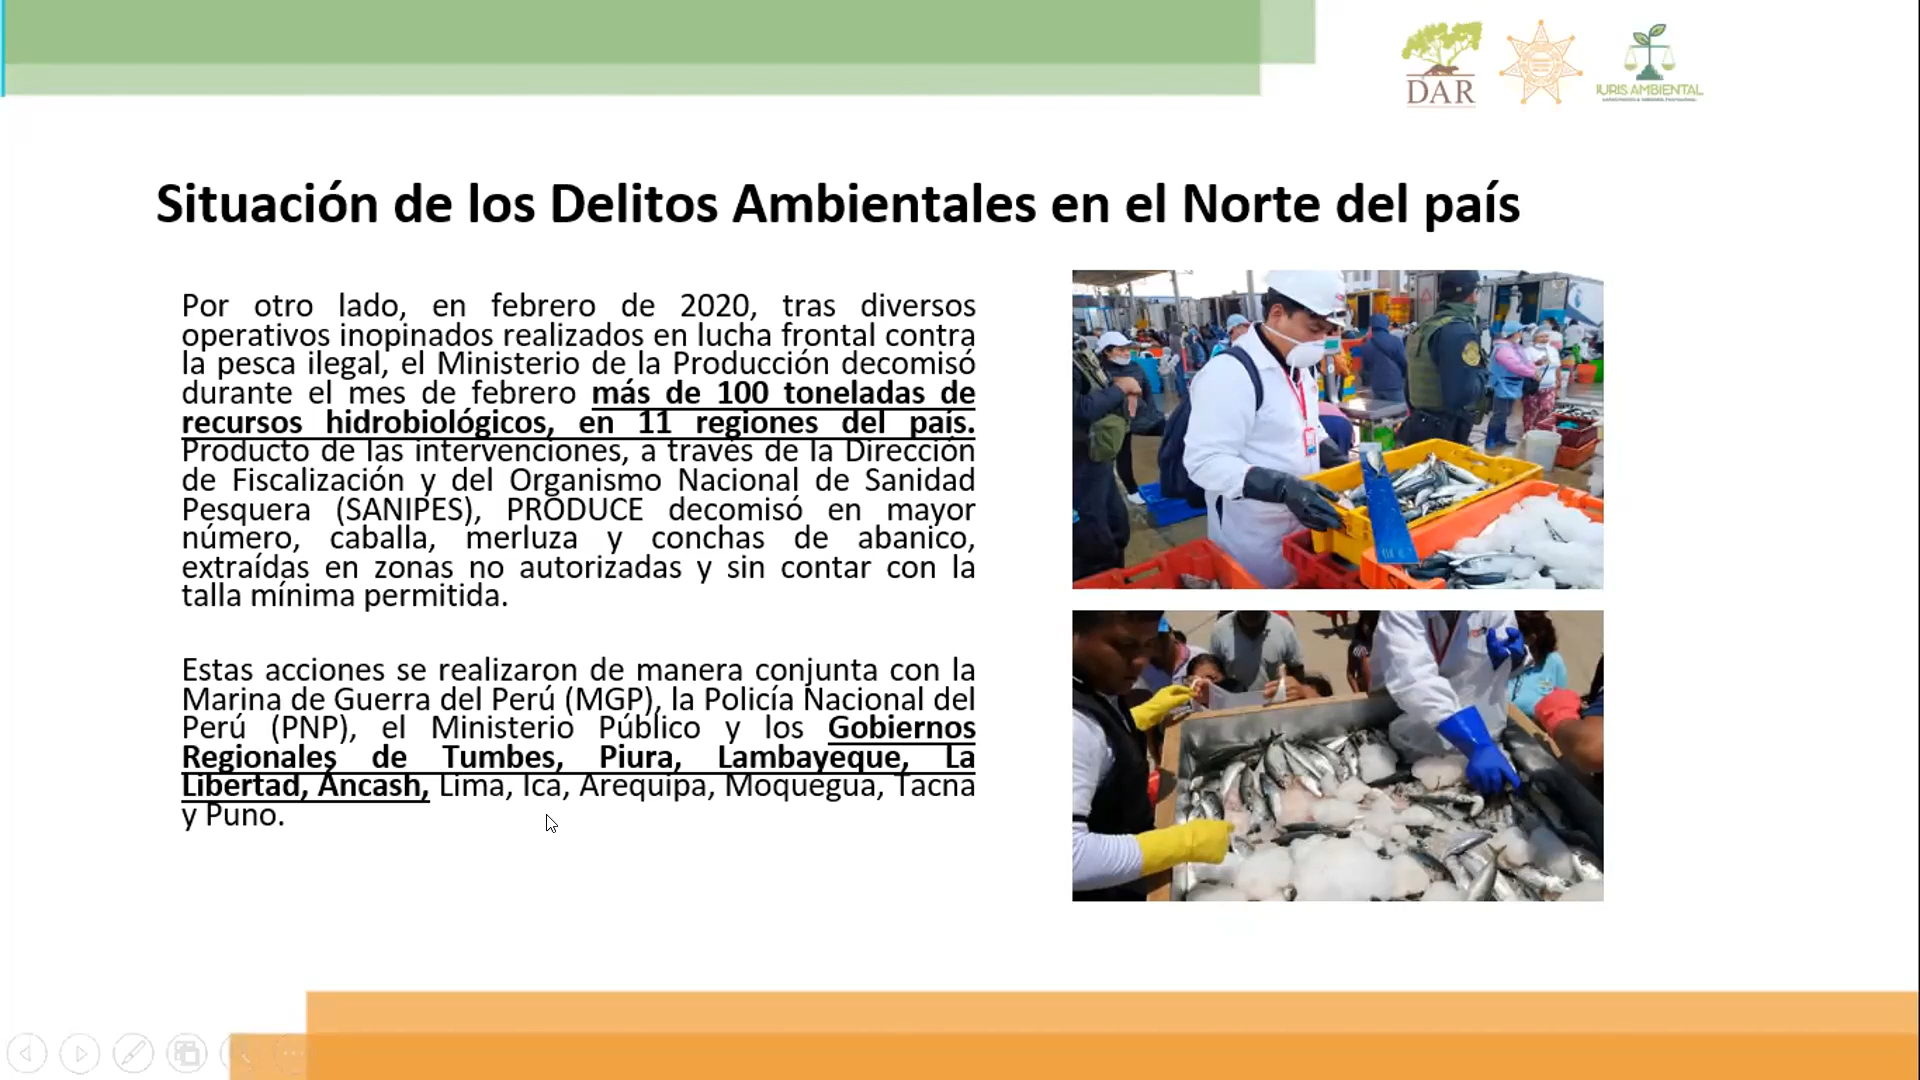 DAR
IURIS AMBIENTAL
Situación de los Delitos Ambientales en el Norte del país
Por otro lado, en febrero de 2020, tras diversos
operativos inopinados realizados en lucha frontal contra
la pesca ilegal, el Ministerio de la Producción decomisó
durante el mes de febrero más de 100 toneladas de
recursos hidrobiológicos, en 11 regiones del país.
Producto de las intervenciones, a través de la Dirección
de Fiscalización y del Organismo Nacional de Sanidad
Pesquera (SANIPES), PRODUCE decomisó en mayor
número, caballa, merluza y conchas de abanico,
extraídas en zonas no autorizadas y sin contar con la
talla mínima permitida.
Estas acciones se realizaron de manera conjunta con la
Marina de Guerra del Perú (MGP), la Policía Nacional del
Perú (PNP), el Ministerio Público y los Gobiernos
Regionales de Tumbes, Piura, Lambayeque, La
Libertad, Áncash, Lima, Ica, Arequipa, Moquegua, Tacna
y Puno.